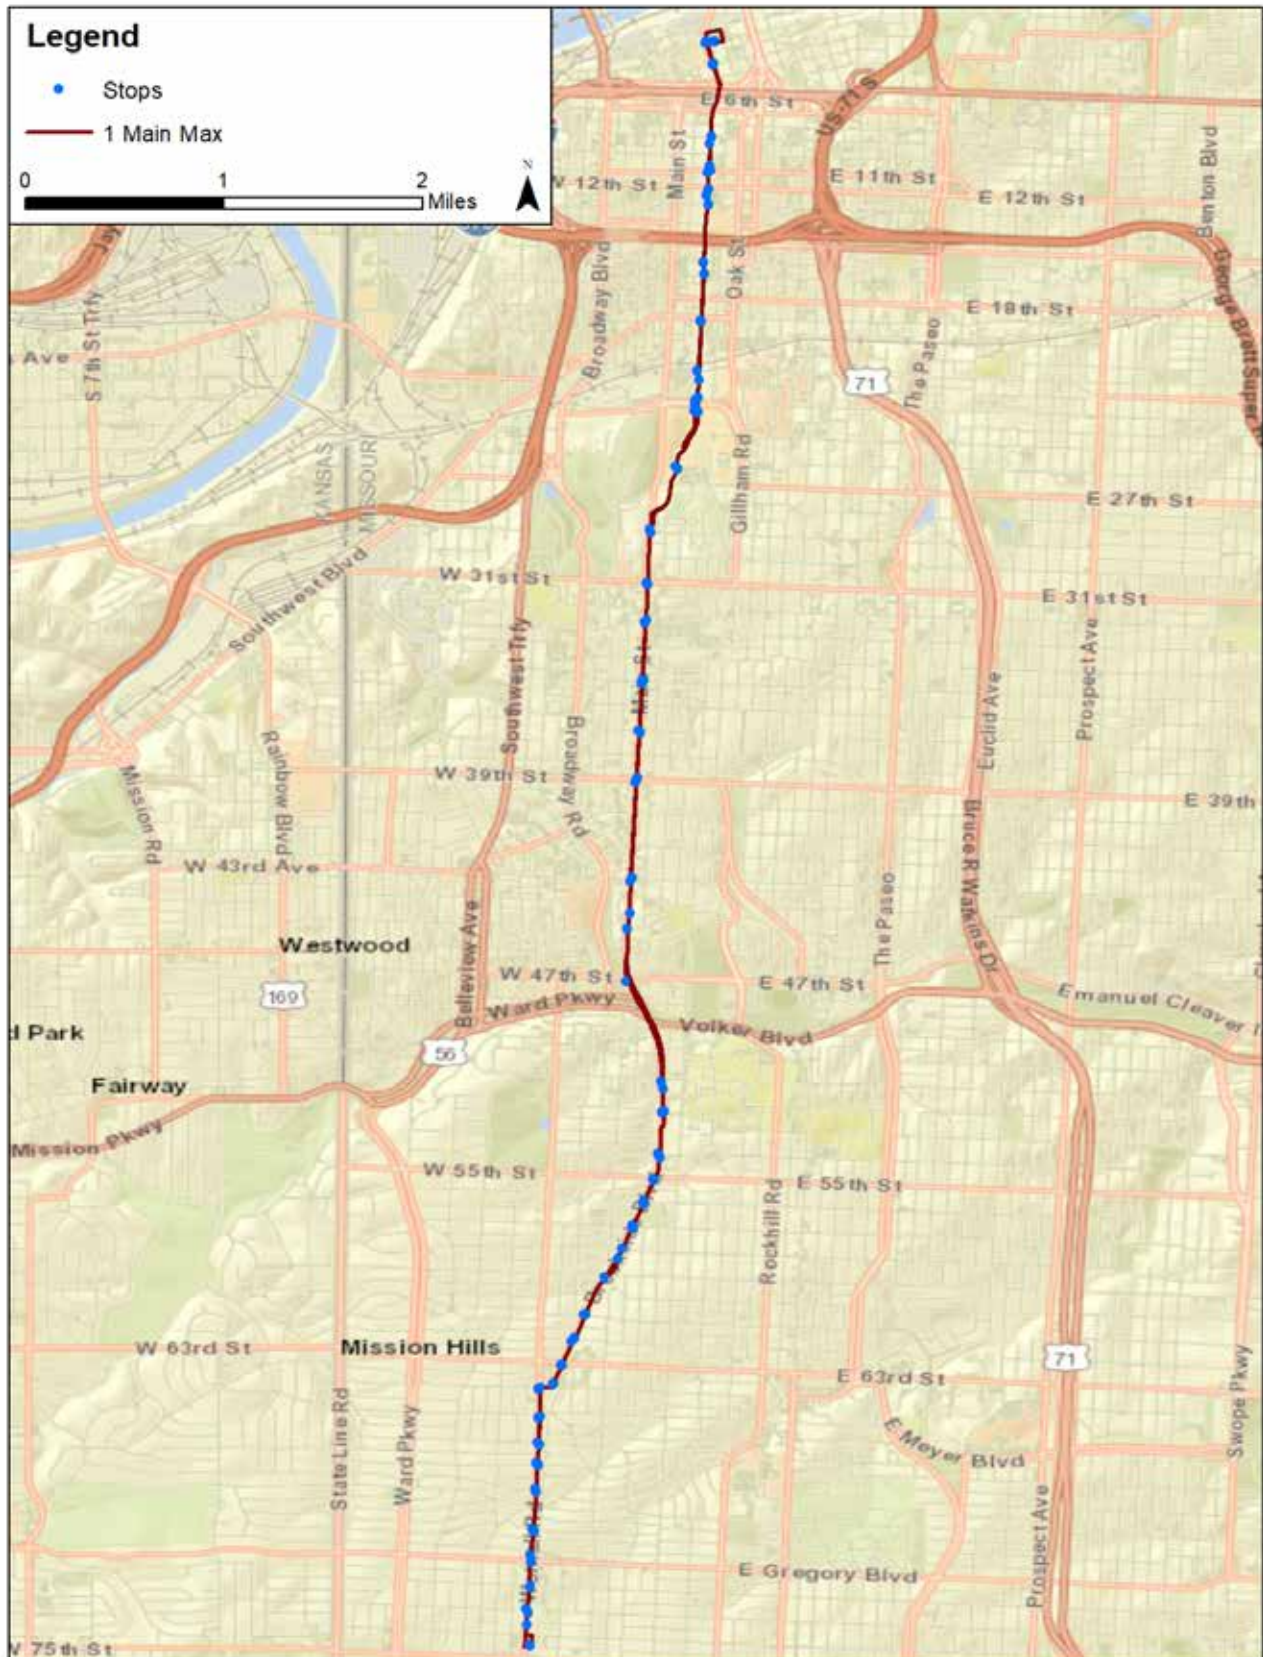 Legend
Stops
1 Main Max
0 1 2
Miles
N
E 6th St
US-71 S
Main St
W 12th St
E 11th St
E 12th St
Benton Blvd
Jay
Oak St
Broadway Blvd
S 7th St Trfy
E 18th St
George Brett Super
Ave
The Paseo
71
KANSAS
MISSOURI
Gillham Rd
E 27th St
Southwest Blvd
W 31st St
E 31st St
Southwest Trfy
Prospect Ave
Euclid Ave
Broadway Rd
Rainbow Blvd
Mission Rd
W 39th St
E 39th
Bruce R Watkins Dr
W 43rd Ave
The Paseo
Belleview Ave
Westwood
W 47th St
E 47th St
169
Ward Pkwy
Emanuel Cleaver I
Volker Blvd
d Park
56
Fairway
Mission Pkwy
W 55th St
E 55th St
Rockhill Rd
W 63rd St
Mission Hills
71
E 63rd St
Swope Pkwy
State Line Rd
Ward Pkwy
E Meyer Blvd
Prospect Ave
E Gregory Blvd
W 75th St